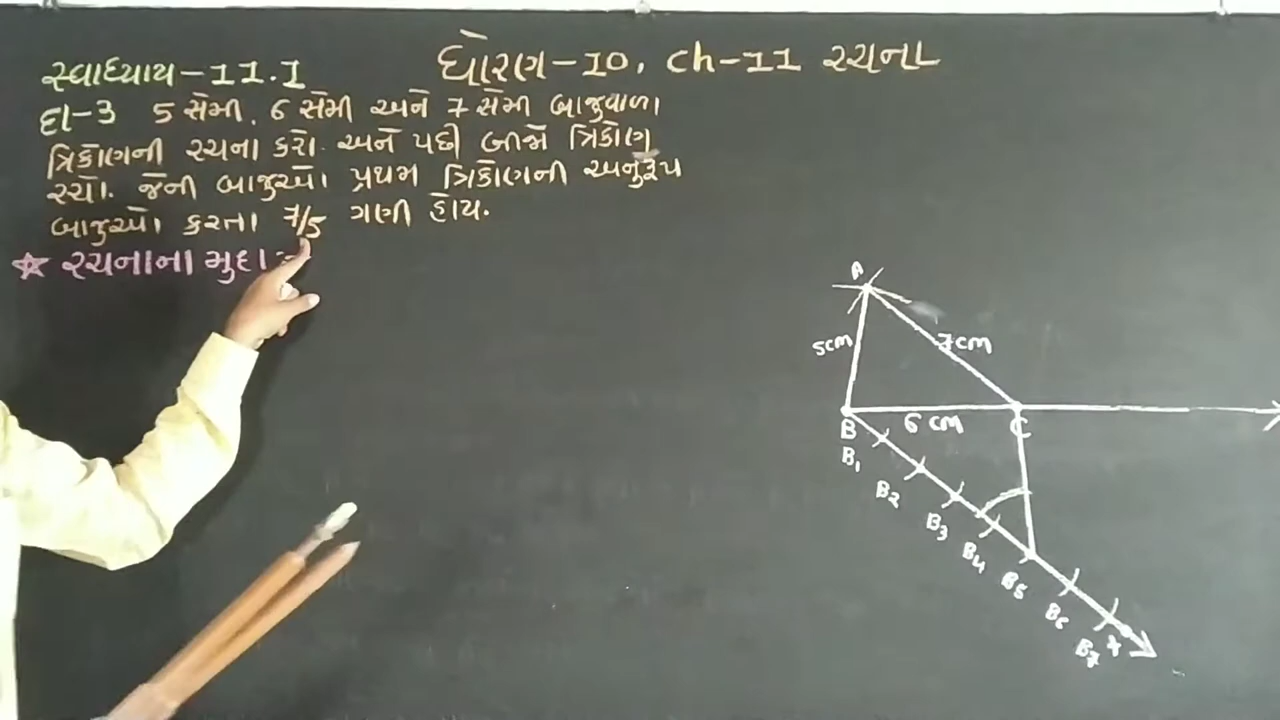 સ્વાધ્યાય-11.1
ધોરણ-10, ch-11 રચના
દા-3 5 સેમી, 6 સેમી અને 7 સેમી બાજુવાળા
ત્રિકોણની રચના કરો. અને પછી બીજો ત્રિકોણ
રચો. જેની બાજુઓ પ્રથમ ત્રિકોણની અનુરૂપ
બાજુઓ કરતા 7/5 ગણી હોય.
☆ રચનાના
A
5cm
7cm
6 cm
B
C
B1
B2
B3
B4
B5
B6
B7
X